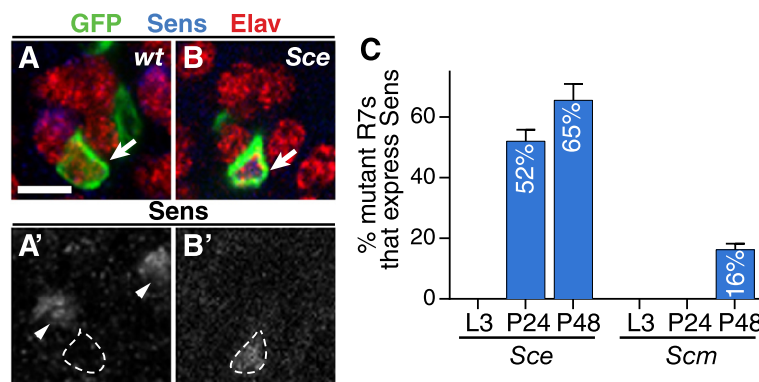 GFP Sens Elav
A wt B Sce
Sens
A' B'
C
% mutant R7s
that express Sens
60
40
20
0
52%
65%
16%
L3 P24 P48 L3 P24 P48
Sce Scm